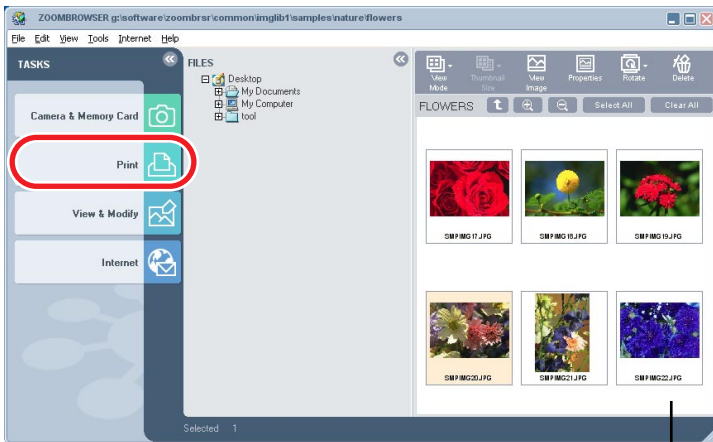 ZOOMBROWSER g:\software\zoombrsr\common\imglib1\samples\nature\flowers
File Edit View Tools Internet Help
TASKS
Camera & Memory Card
Print
View & Modify
Internet
FILES
Desktop
My Documents
My Computer
tool
View Mode
Thumbnail Size
View Image
Properties
Rotate
Delete
FLOWERS
Select All
Clear All
SMPIMG17.JPG
SMPIMG18.JPG
SMPIMG19.JPG
SMPIMG20.JPG
SMPIMG21.JPG
SMPIMG22.JPG
Selected 1